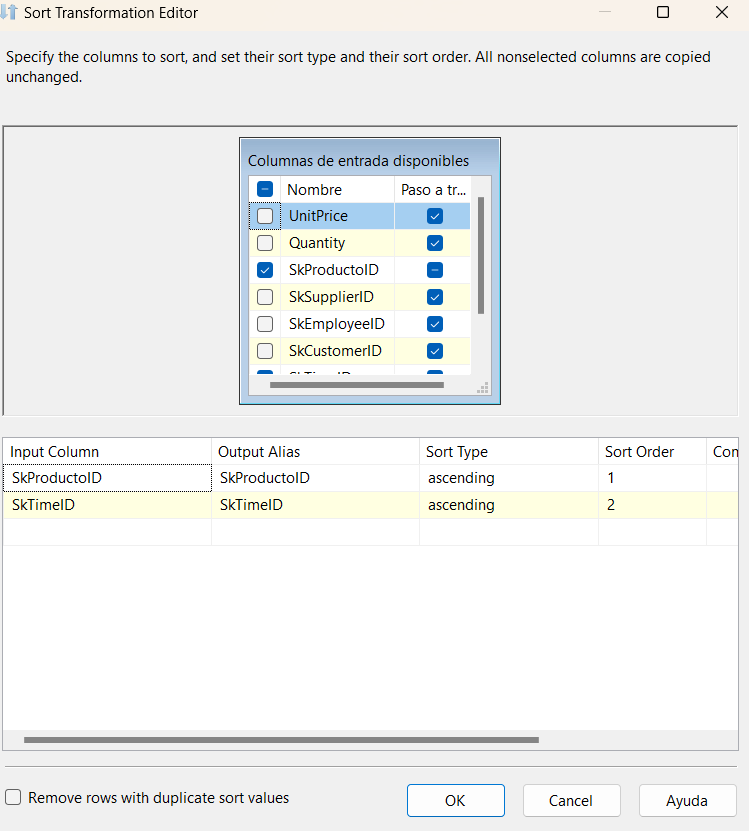 Sort Transformation Editor
Specify the columns to sort, and set their sort type and their sort order. All nonselected columns are copied
unchanged.
Columnas de entrada disponibles
Nombre Paso a tr...
UnitPrice
Quantity
SkProductoID
SkSupplierID
SkEmployeeID
SkCustomerID
SkTimeID
Input Column Output Alias Sort Type Sort Order Con
SkProductoID SkProductoID ascending 1
SkTimeID SkTimeID ascending 2
Remove rows with duplicate sort values
OK Cancel Ayuda